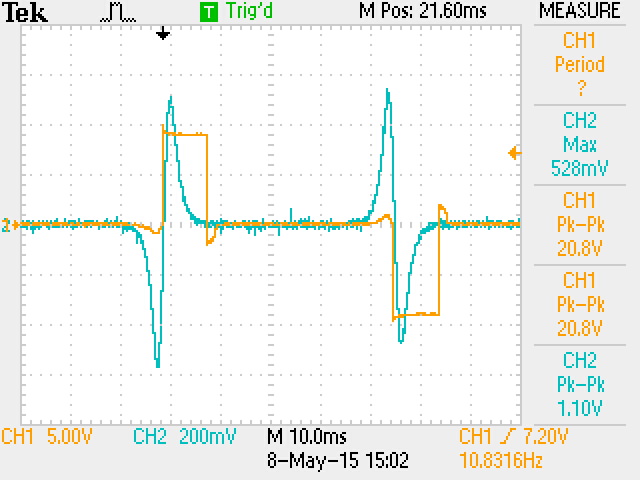 Tek T Trig'd M Pos: 21.60ms MEASURE
CH1
Period
?
CH2
Max
528mV
CH1
Pk-Pk
20.8V
CH1
Pk-Pk
20.8V
CH2
Pk-Pk
1.10V
1
CH1 5.00V CH2 200mV M 10.0ms CH1 7.20V
8-May-15 15:02 10.8316Hz